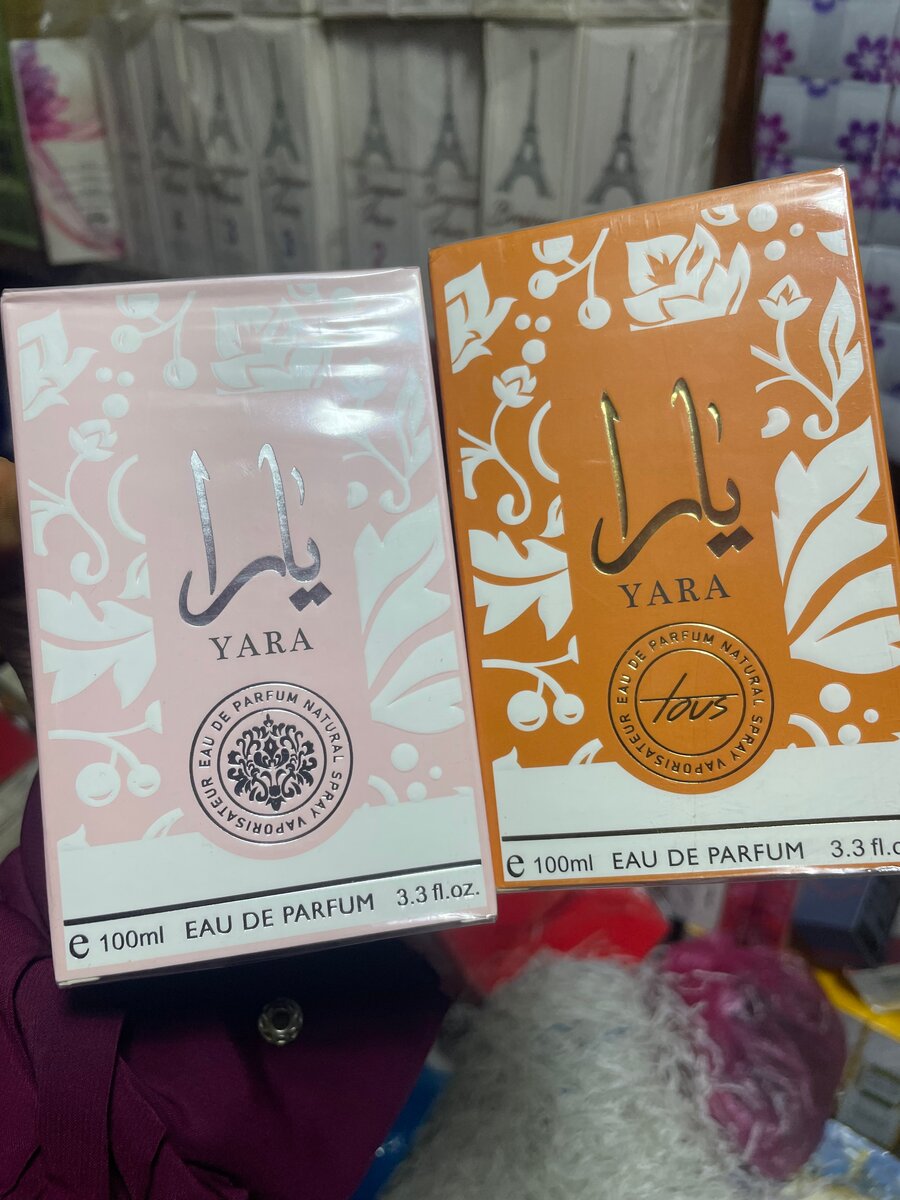 يارا
YARA
EAU DE PARFUM NATURAL SPRAY VAPORISATEUR
e 100ml EAU DE PARFUM 3.3 fl.oz.
يارا
YARA
EAU DE PARFUM NATURAL SPRAY VAPORISATEUR
tous
e 100ml EAU DE PARFUM 3.3 fl.o